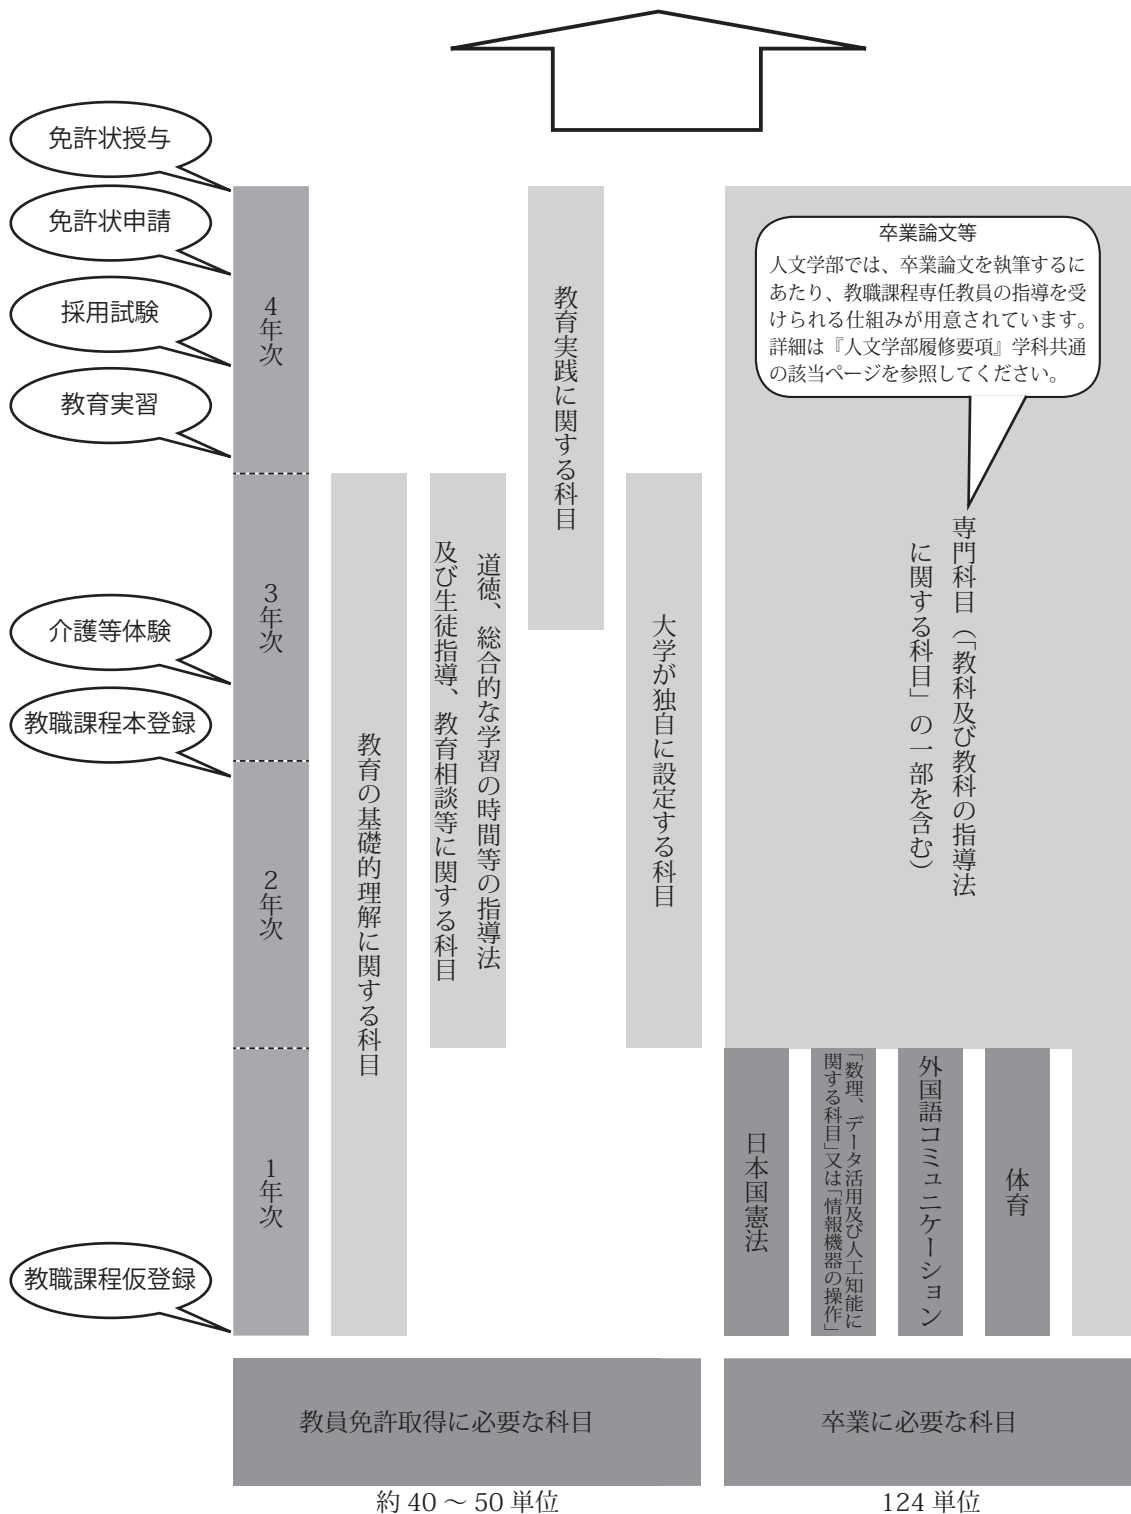 免許状授与
免許状申請
採用試験
教育実習
介護等体験
教職課程本登録
教職課程仮登録
4年次
3年次
2年次
1年次
教育の基礎的理解に関する科目
道徳、総合的な学習の時間等の指導法
及び生徒指導、教育相談等に関する科目
教育実践に関する科目
大学が独自に設定する科目
卒業論文等
人文学部では、卒業論文を執筆するに
あたり、教職課程専任教員の指導を受
けられる仕組みが用意されています。
詳細は『人文学部履修要項』学科共通
の該当ページを参照してください。
専門科目（「教科及び教科の指導法
に関する科目」の一部を含む）
日本国憲法
「数理、データ活用及び人工知能に
関する科目」又は「情報機器の操作」
外国語コミュニケーション
体育
教員免許取得に必要な科目
卒業に必要な科目
約 40 ～ 50 単位
124 単位